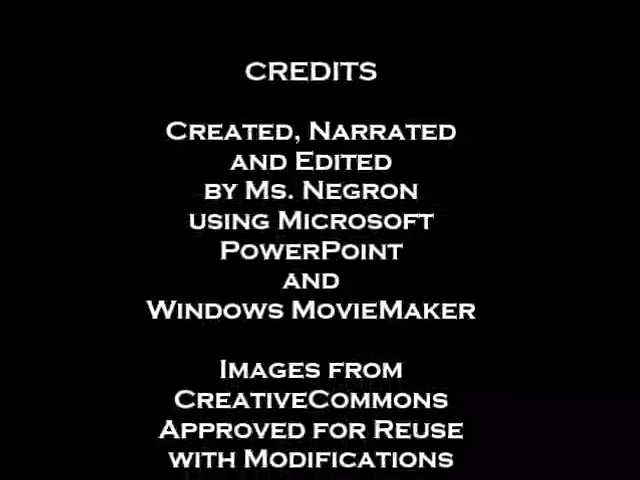 CREDITS
Created, Narrated
and Edited
by Ms. Negron
using Microsoft
PowerPoint
and
Windows MovieMaker
Images from
CreativeCommons
Approved for Reuse
with Modifications